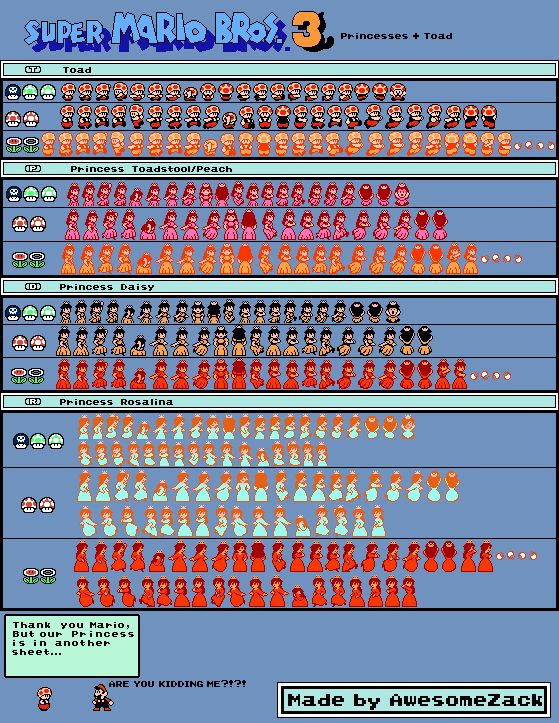 SUPER MARIO BROS. 3
Princesses + Toad
(T) Toad
(P) Princess Toadstool/Peach
(D) Princess Daisy
(R) Princess Rosalina
Thank you Mario,
But our Princess
is in another
sheet...
ARE YOU KIDDING ME?!?!
Made by AwesomeZack